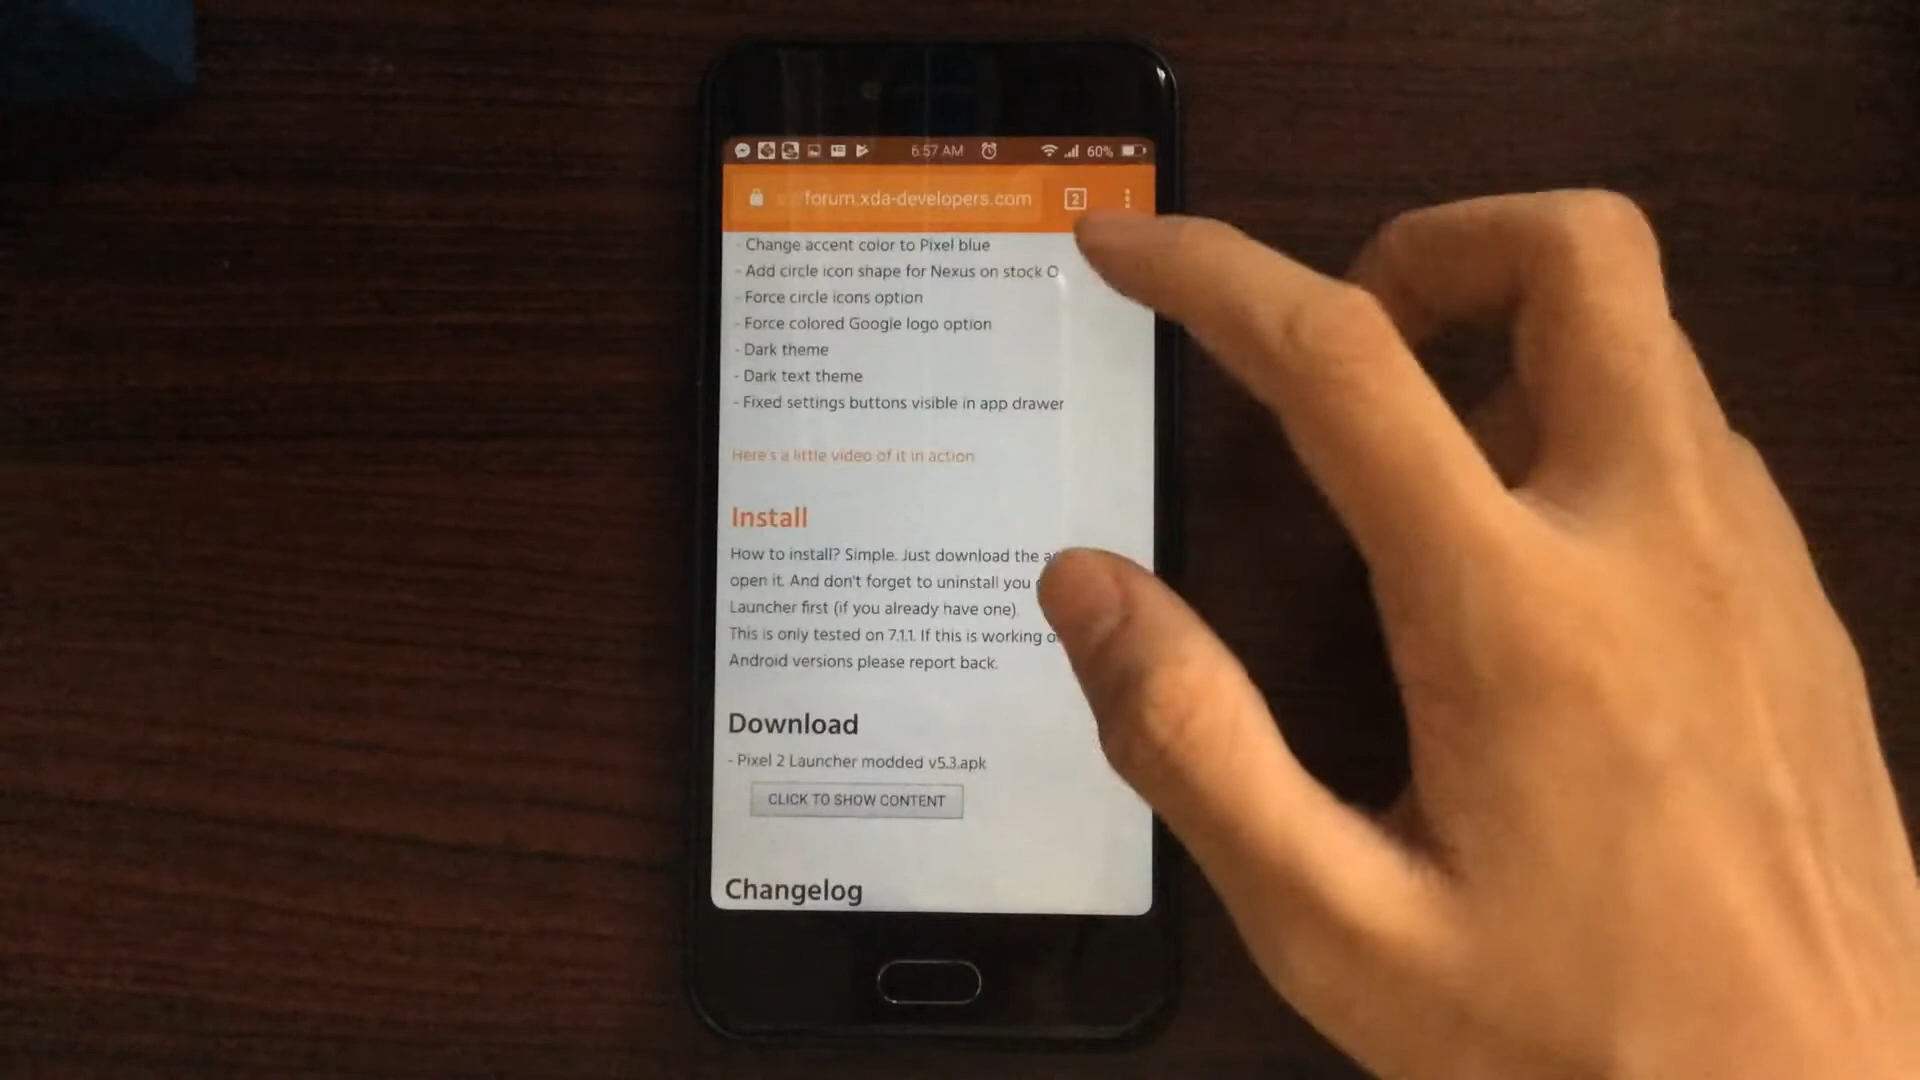 6:57 AM
60%
forum.xda-developers.com
2
- Change accent color to Pixel blue
- Add circle icon shape for Nexus on stock O
- Force circle icons option
- Force colored Google logo option
- Dark theme
- Dark text theme
- Fixed settings buttons visible in app drawer
Here's a little video of it in action
Install
How to install? Simple. Just download the
open it. And don't forget to uninstall you
Launcher first (if you already have one).
This is only tested on 7.1.1. If this is working
Android versions please report back.
Download
- Pixel 2 Launcher modded v5.3.apk
CLICK TO SHOW CONTENT
Changelog